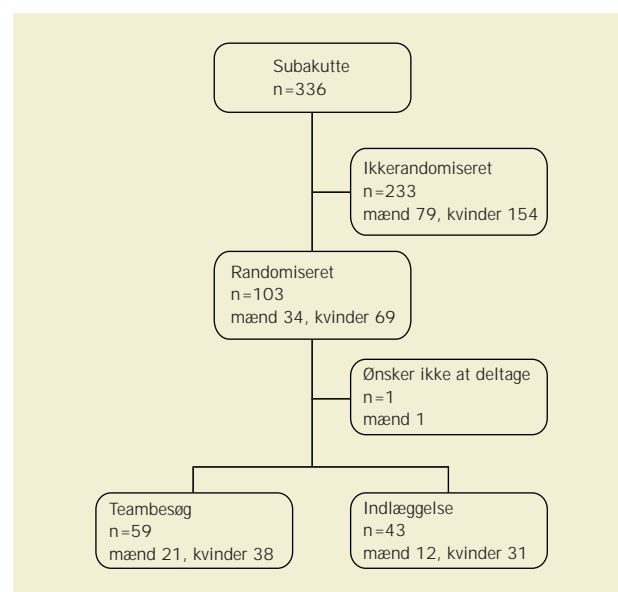 Subakutte
n=336
Ikkerandomiseret
n=233
mænd 79, kvinder 154
Randomiseret
n=103
mænd 34, kvinder 69
Ønsker ikke at deltage
n=1
mænd 1
Teambesøg
n=59
mænd 21, kvinder 38
Indlæggelse
n=43
mænd 12, kvinder 31